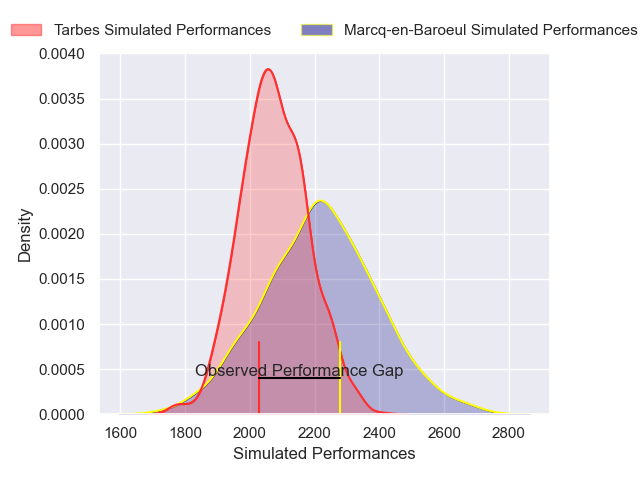 Tarbes Simulated Performances
Marcq-en-Baroeul Simulated Performances
0.0040
0.0035
0.0030
0.0025
0.0020
0.0015
0.0010
0.0005
0.0000
Density
Observed Performance Gap
1600 1800 2000 2200 2400 2600 2800
Simulated Performances